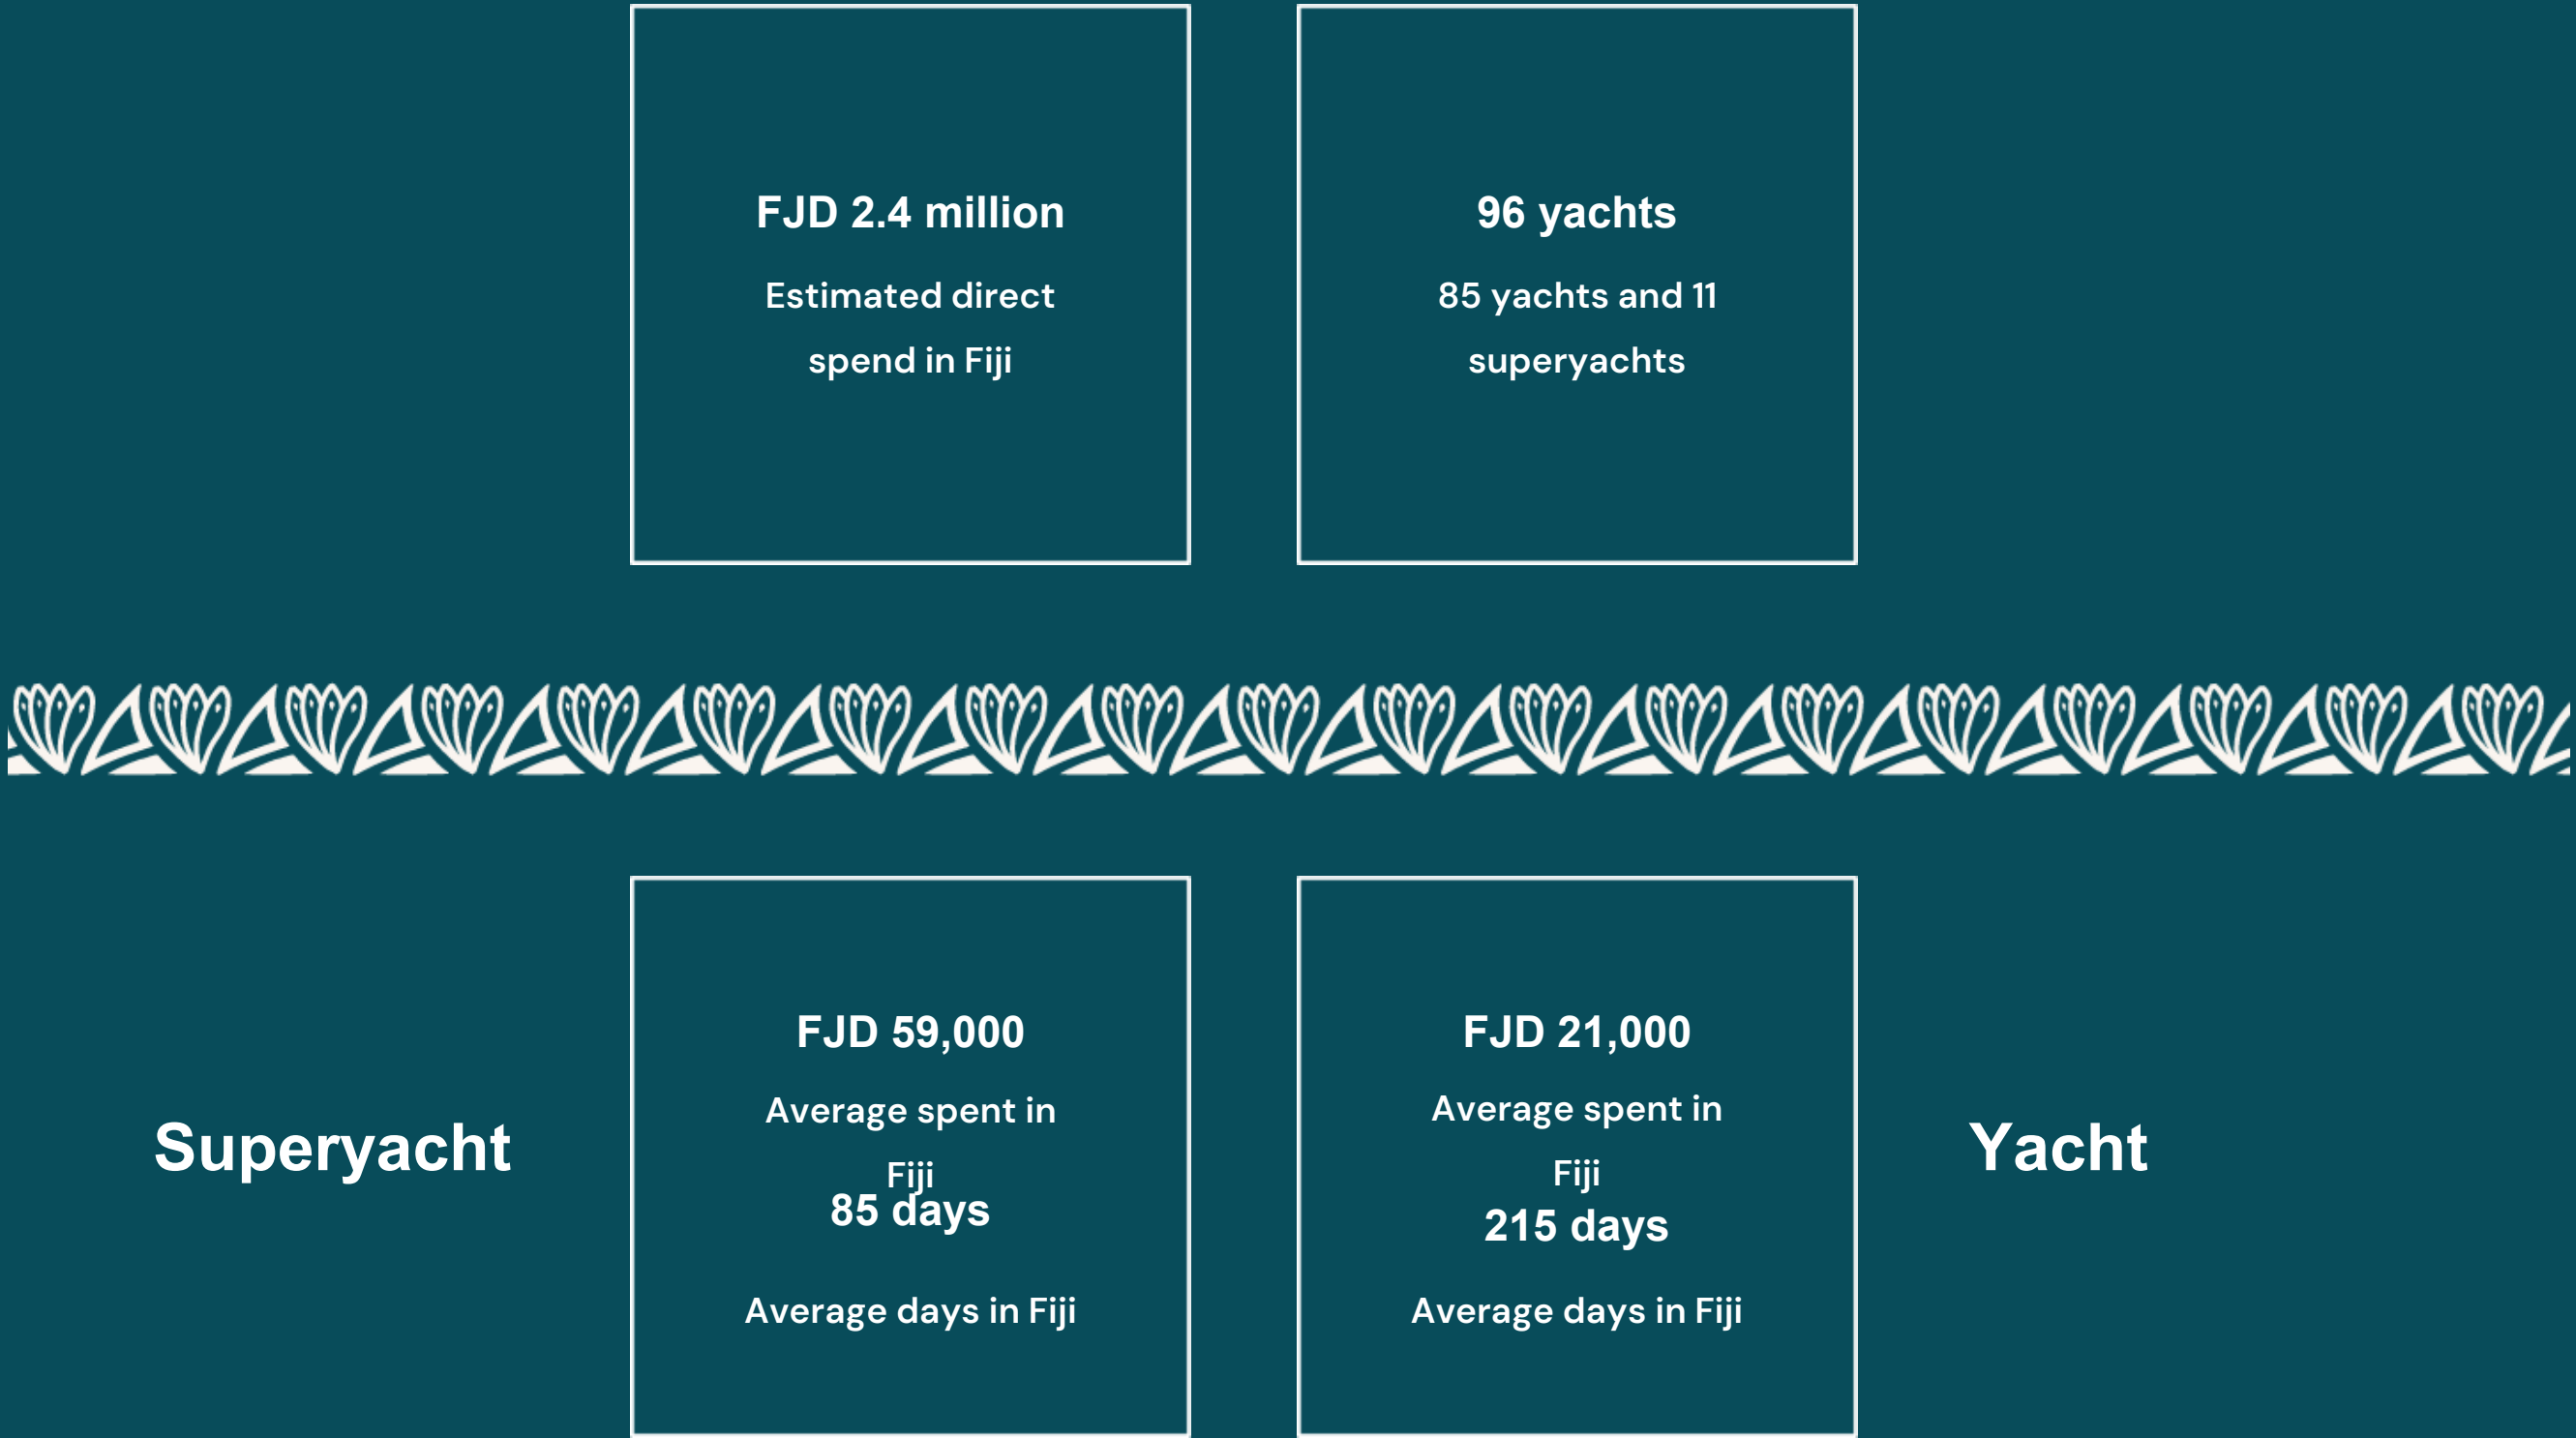 FJD 2.4 million
Estimated direct
spend in Fiji
96 yachts
85 yachts and 11
superyachts
Superyacht
FJD 59,000
Average spent in
Fiji
85 days
Average days in Fiji
FJD 21,000
Average spent in
Fiji
215 days
Average days in Fiji
Yacht